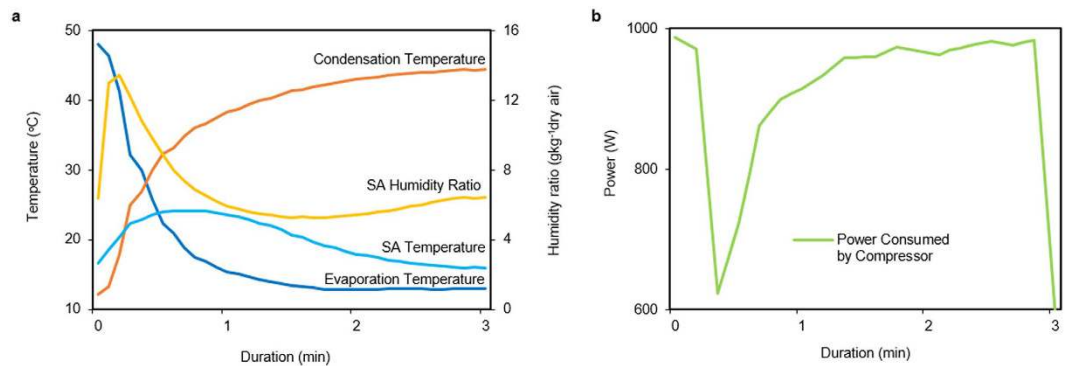 a
50
40
30
20
10
Temperature (ºC)
16
12
8
4
0
Humidity ratio (gkg⁻¹dry air)
Condensation Temperature
SA Humidity Ratio
SA Temperature
Evaporation Temperature
0
1
2
3
Duration (min)
b
1000
800
600
Power (W)
Power Consumed
by Compressor
0
1
2
3
Duration (min)